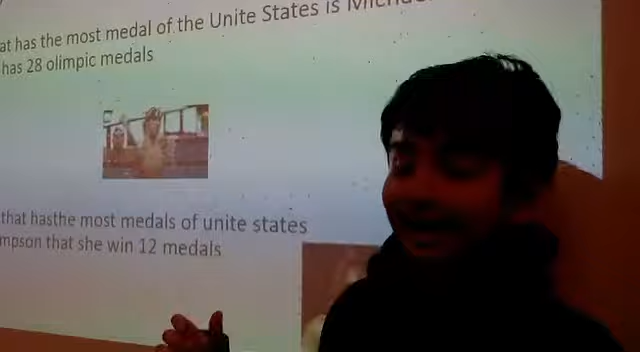 at has the most medal of the Unite States is
has 28 olimpic medals
that hasthe most medals of unite states
mpson that she win 12 medals